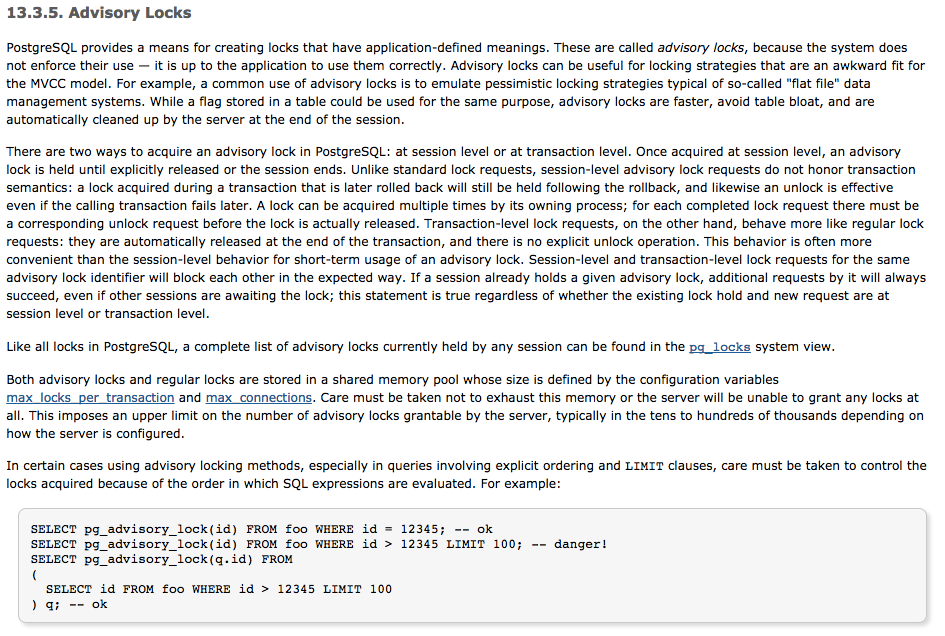 13.3.5. Advisory Locks
PostgreSQL provides a means for creating locks that have application-defined meanings. These are called advisory locks, because the system does
not enforce their use — it is up to the application to use them correctly. Advisory locks can be useful for locking strategies that are an awkward fit for
the MVCC model. For example, a common use of advisory locks is to emulate pessimistic locking strategies typical of so-called "flat file" data
management systems. While a flag stored in a table could be used for the same purpose, advisory locks are faster, avoid table bloat, and are
automatically cleaned up by the server at the end of the session.
There are two ways to acquire an advisory lock in PostgreSQL: at session level or at transaction level. Once acquired at session level, an advisory
lock is held until explicitly released or the session ends. Unlike standard lock requests, session-level advisory lock requests do not honor transaction
semantics: a lock acquired during a transaction that is later rolled back will still be held following the rollback, and likewise an unlock is effective
even if the calling transaction fails later. A lock can be acquired multiple times by its owning process; for each completed lock request there must be
a corresponding unlock request before the lock is actually released. Transaction-level lock requests, on the other hand, behave more like regular lock
requests: they are automatically released at the end of the transaction, and there is no explicit unlock operation. This behavior is often more
convenient than the session-level behavior for short-term usage of an advisory lock. Session-level and transaction-level lock requests for the same
advisory lock identifier will block each other in the expected way. If a session already holds a given advisory lock, additional requests by it will always
succeed, even if other sessions are awaiting the lock; this statement is true regardless of whether the existing lock hold and new request are at
session level or transaction level.
Like all locks in PostgreSQL, a complete list of advisory locks currently held by any session can be found in the pg_locks system view.
Both advisory locks and regular locks are stored in a shared memory pool whose size is defined by the configuration variables
max_locks_per_transaction and max_connections. Care must be taken not to exhaust this memory or the server will be unable to grant any locks at
all. This imposes an upper limit on the number of advisory locks grantable by the server, typically in the tens to hundreds of thousands depending on
how the server is configured.
In certain cases using advisory locking methods, especially in queries involving explicit ordering and LIMIT clauses, care must be taken to control the
locks acquired because of the order in which SQL expressions are evaluated. For example:
SELECT pg_advisory_lock(id) FROM foo WHERE id = 12345; -- ok
SELECT pg_advisory_lock(id) FROM foo WHERE id > 12345 LIMIT 100; -- danger!
SELECT pg_advisory_lock(q.id) FROM
(
  SELECT id FROM foo WHERE id > 12345 LIMIT 100
) q; -- ok